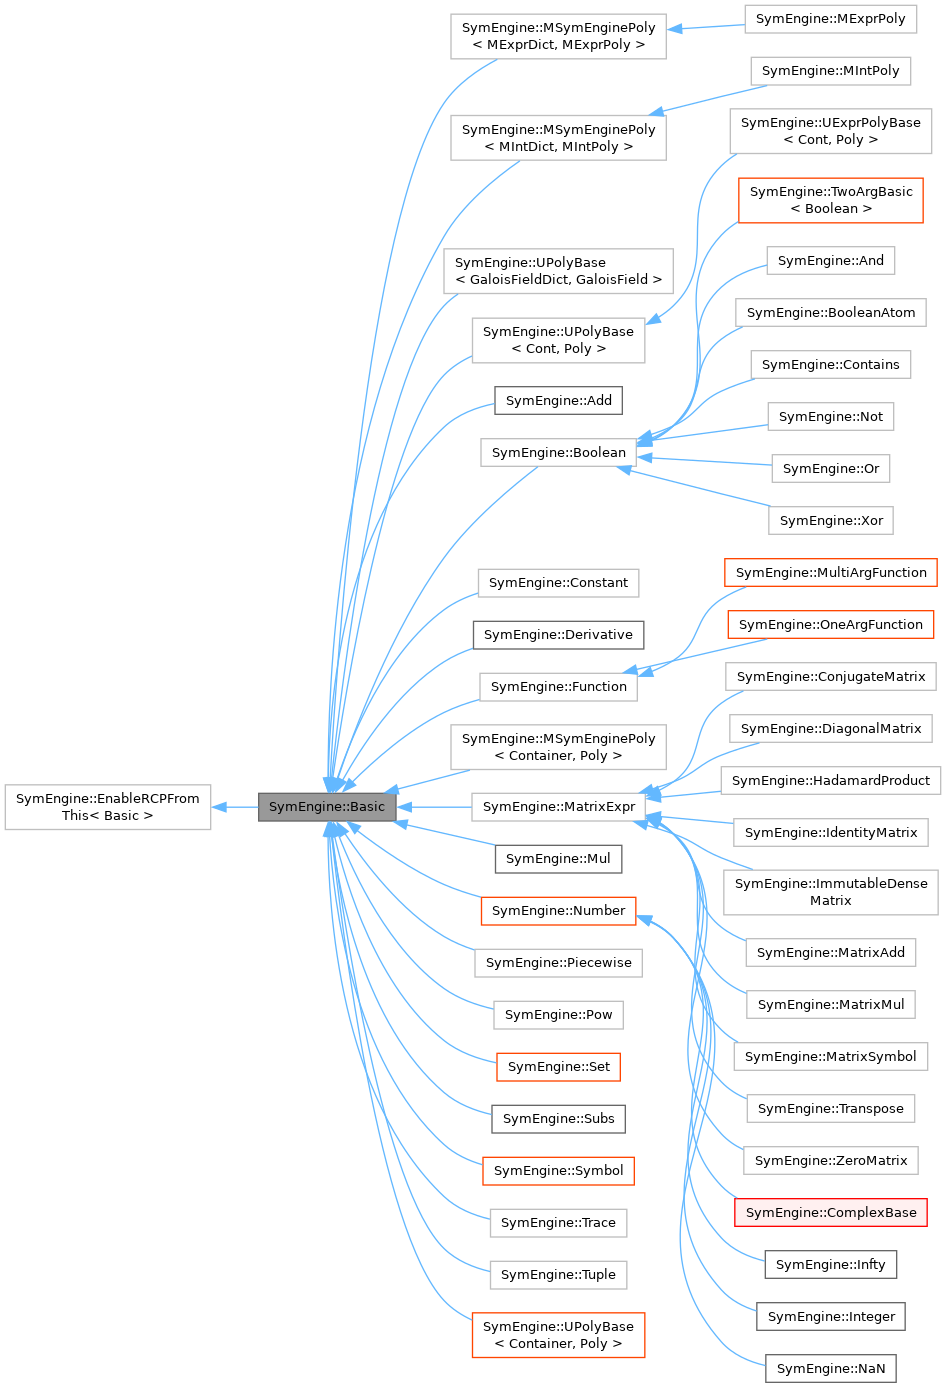 SymEngine::EnableRCPFrom
This< Basic >
SymEngine::Basic
SymEngine::MSymEnginePoly
< MExprDict, MExprPoly >
SymEngine::MSymEnginePoly
< MIntDict, MIntPoly >
SymEngine::UPolyBase
< GaloisFieldDict, GaloisField >
SymEngine::UPolyBase
< Cont, Poly >
SymEngine::Add
SymEngine::Boolean
SymEngine::Constant
SymEngine::Derivative
SymEngine::Function
SymEngine::MSymEnginePoly
< Container, Poly >
SymEngine::MatrixExpr
SymEngine::Mul
SymEngine::Number
SymEngine::Piecewise
SymEngine::Pow
SymEngine::Set
SymEngine::Subs
SymEngine::Symbol
SymEngine::Trace
SymEngine::Tuple
SymEngine::UPolyBase
< Container, Poly >
SymEngine::MExprPoly
SymEngine::MIntPoly
SymEngine::UExprPolyBase
< Cont, Poly >
SymEngine::TwoArgBasic
< Boolean >
SymEngine::And
SymEngine::BooleanAtom
SymEngine::Contains
SymEngine::Not
SymEngine::Or
SymEngine::Xor
SymEngine::MultiArgFunction
SymEngine::OneArgFunction
SymEngine::ConjugateMatrix
SymEngine::DiagonalMatrix
SymEngine::HadamardProduct
SymEngine::IdentityMatrix
SymEngine::ImmutableDense
Matrix
SymEngine::MatrixAdd
SymEngine::MatrixMul
SymEngine::MatrixSymbol
SymEngine::Transpose
SymEngine::ZeroMatrix
SymEngine::ComplexBase
SymEngine::Infty
SymEngine::Integer
SymEngine::NaN